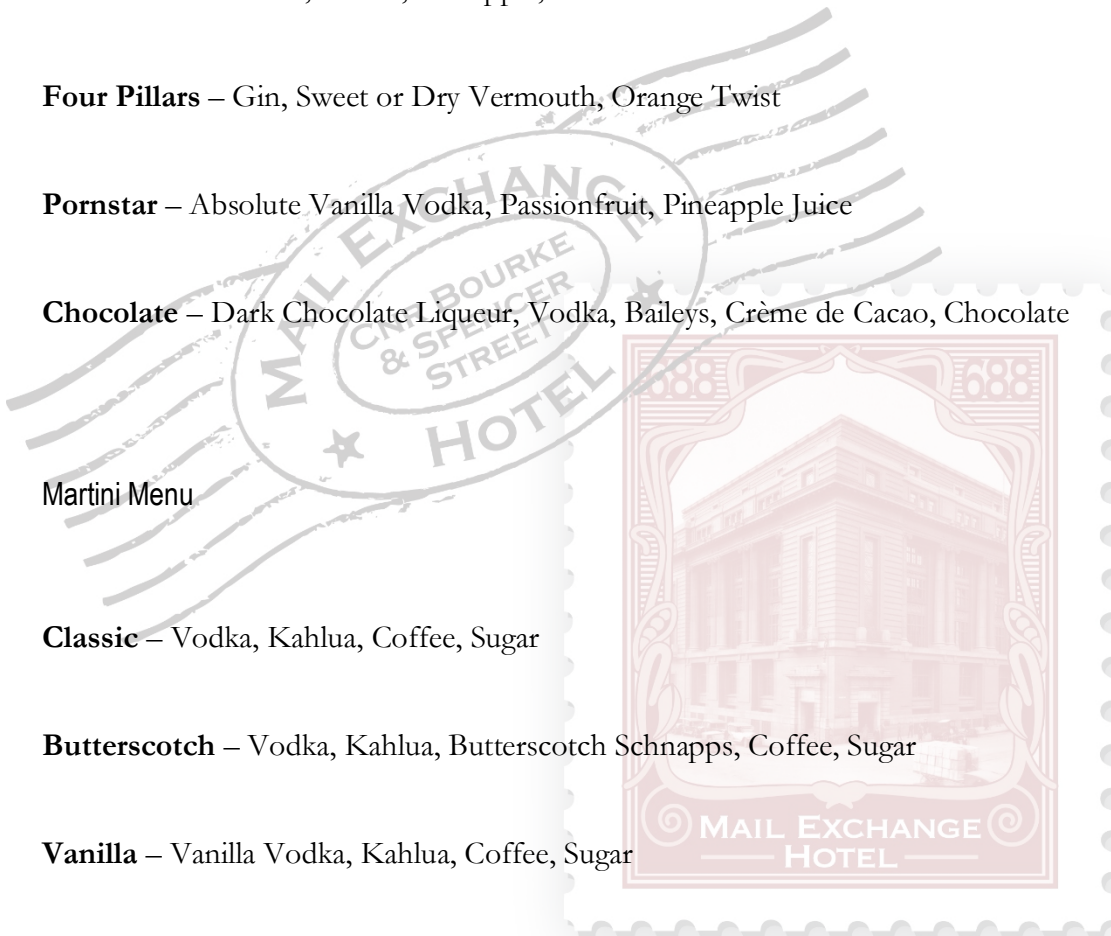 Four Pillars – Gin, Sweet or Dry Vermouth, Orange Twist
Pornstar – Absolute Vanilla Vodka, Passionfruit, Pineapple Juice
Chocolate – Dark Chocolate Liqueur, Vodka, Baileys, Crème de Cacao, Chocolate
MAIL EXCHANGE
HOTEL
CNR BOURKE
& SPENCER
STREET
688 688
Martini Menu
Classic – Vodka, Kahlua, Coffee, Sugar
Butterscotch – Vodka, Kahlua, Butterscotch Schnapps, Coffee, Sugar
Vanilla – Vanilla Vodka, Kahlua, Coffee, Sugar
MAIL EXCHANGE
HOTEL